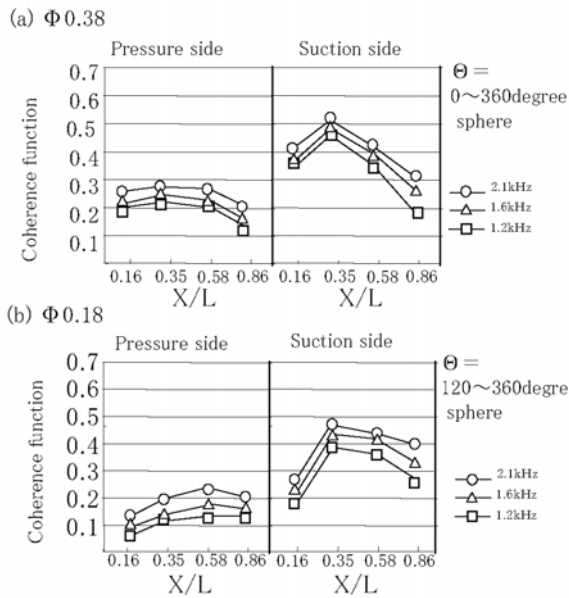 (a) Φ0.38
Pressure side
Suction side
0.7
0.6
0.5
0.4
0.3
0.2
0.1
Coherence function
0.16 0.35 0.58 0.86 0.16 0.35 0.58 0.86
X/L X/L
Θ =
0～360degree
sphere
2.1kHz
1.6kHz
1.2kHz
(b) Φ0.18
Pressure side
Suction side
0.7
0.6
0.5
0.4
0.3
0.2
0.1
Coherence function
0.16 0.35 0.58 0.86 0.16 0.35 0.58 0.86
X/L X/L
Θ =
120～360degre
sphere
2.1kHz
1.6kHz
1.2kHz